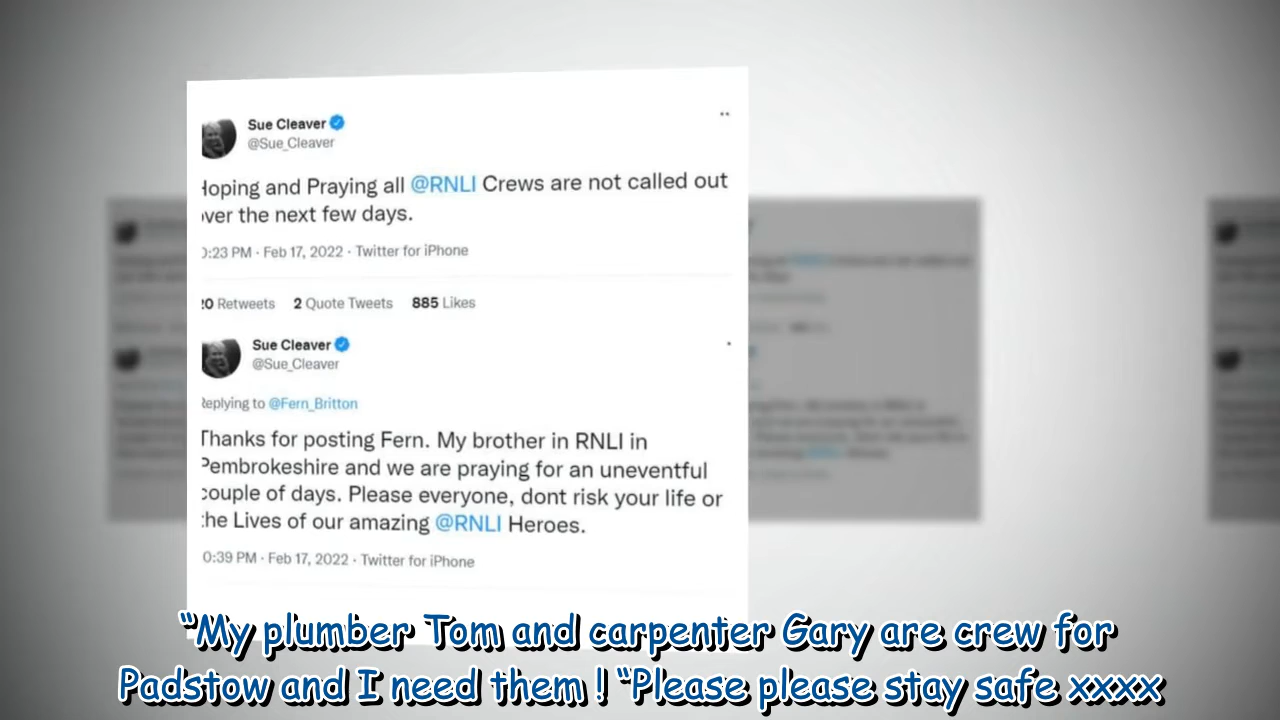 Sue Cleaver
@Sue_Cleaver
Hoping and Praying all @RNLI Crews are not called out
over the next few days.
0:23 PM · Feb 17, 2022 · Twitter for iPhone
20 Retweets 2 Quote Tweets 885 Likes
Sue Cleaver
@Sue_Cleaver
Replying to @Fern_Britton
Thanks for posting Fern. My brother in RNLI in
Pembrokeshire and we are praying for an uneventful
couple of days. Please everyone, dont risk your life or
the Lives of our amazing @RNLI Heroes.
0:39 PM · Feb 17, 2022 · Twitter for iPhone
“My plumber Tom and carpenter Gary are crew for
Padstow and I need them ! “Please please stay safe xxxx